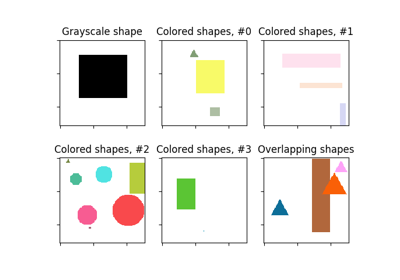 Grayscale shape
Colored shapes, #0
Colored shapes, #1
Colored shapes, #2
Colored shapes, #3
Overlapping shapes